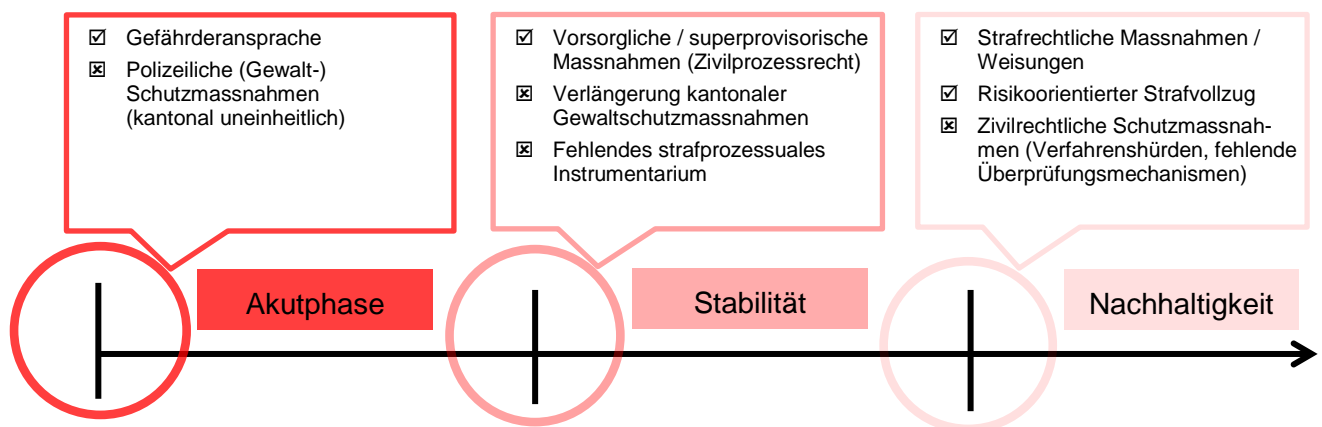 ☑ Gefährderansprache
☒ Polizeiliche (Gewalt-)
Schutzmassnahmen
(kantonal uneinheitlich)
☑ Vorsorgliche / superprovisorische
Massnahmen (Zivilprozessrecht)
☒ Verlängerung kantonaler
Gewaltschutzmassnahmen
☒ Fehlendes strafprozessuales
Instrumentarium
☑ Strafrechtliche Massnahmen /
Weisungen
☑ Risikoorientierter Strafvollzug
☒ Zivilrechtliche Schutzmassnah-
men (Verfahrenshürden, fehlende
Überprüfungsmechanismen)
Akutphase
Stabilität
Nachhaltigkeit